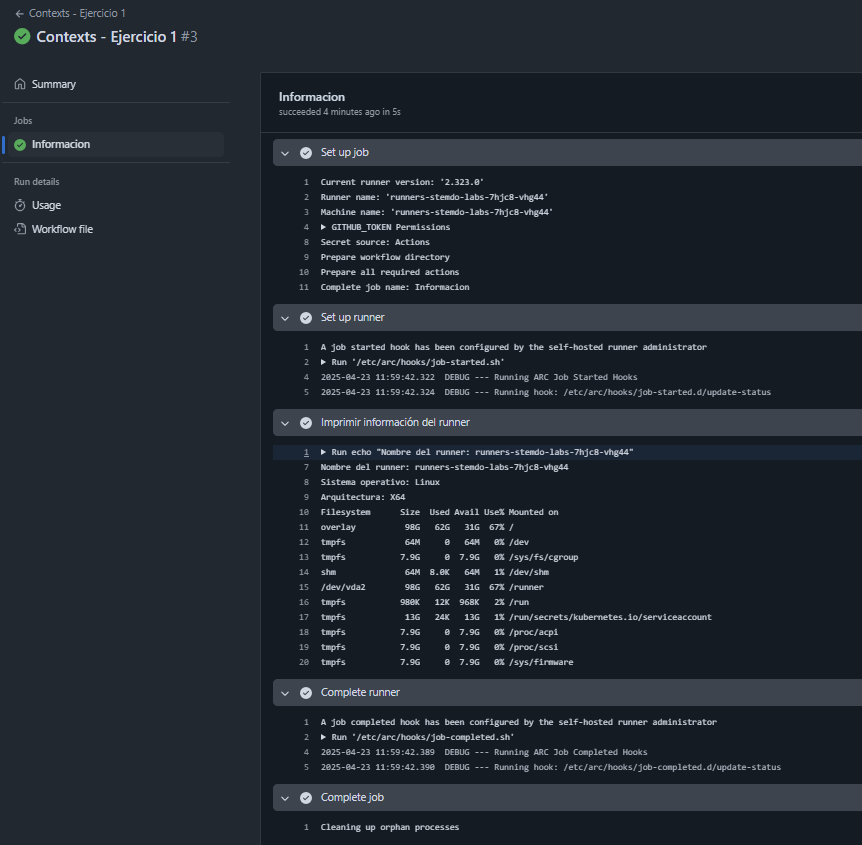 ← Contexts - Ejercicio 1
Contexts - Ejercicio 1 #3
Summary
Jobs
Informacion
Run details
Usage
Workflow file
Informacion
succeeded 4 minutes ago in 5s
Set up job
1 Current runner version: '2.323.0'
2 Runner name: 'runners-stemdo-labs-7hjc8-vhg44'
3 Machine name: 'runners-stemdo-labs-7hjc8-vhg44'
4 ▶ GITHUB_TOKEN Permissions
8 Secret source: Actions
9 Prepare workflow directory
10 Prepare all required actions
11 Complete job name: Informacion
Set up runner
1 A job started hook has been configured by the self-hosted runner administrator
2 ▶ Run '/etc/arc/hooks/job-started.sh'
4 2025-04-23 11:59:42.322 DEBUG --- Running ARC Job Started Hooks
5 2025-04-23 11:59:42.324 DEBUG --- Running hook: /etc/arc/hooks/job-started.d/update-status
Imprimir información del runner
1 ▶ Run echo "Nombre del runner: runners-stemdo-labs-7hjc8-vhg44"
7 Nombre del runner: runners-stemdo-labs-7hjc8-vhg44
8 Sistema operativo: Linux
9 Arquitectura: X64
10 Filesystem Size Used Avail Use% Mounted on
11 overlay 98G 62G 31G 67% /
12 tmpfs 64M 0 64M 0% /dev
13 tmpfs 7.9G 0 7.9G 0% /sys/fs/cgroup
14 shm 64M 8.0K 64M 1% /dev/shm
15 /dev/vda2 98G 62G 31G 67% /runner
16 tmpfs 980K 12K 968K 2% /run
17 tmpfs 13G 24K 13G 1% /run/secrets/kubernetes.io/serviceaccount
18 tmpfs 7.9G 0 7.9G 0% /proc/acpi
19 tmpfs 7.9G 0 7.9G 0% /proc/scsi
20 tmpfs 7.9G 0 7.9G 0% /sys/firmware
Complete runner
1 A job completed hook has been configured by the self-hosted runner administrator
2 ▶ Run '/etc/arc/hooks/job-completed.sh'
4 2025-04-23 11:59:42.389 DEBUG --- Running ARC Job Completed Hooks
5 2025-04-23 11:59:42.390 DEBUG --- Running hook: /etc/arc/hooks/job-completed.d/update-status
Complete job
1 Cleaning up orphan processes